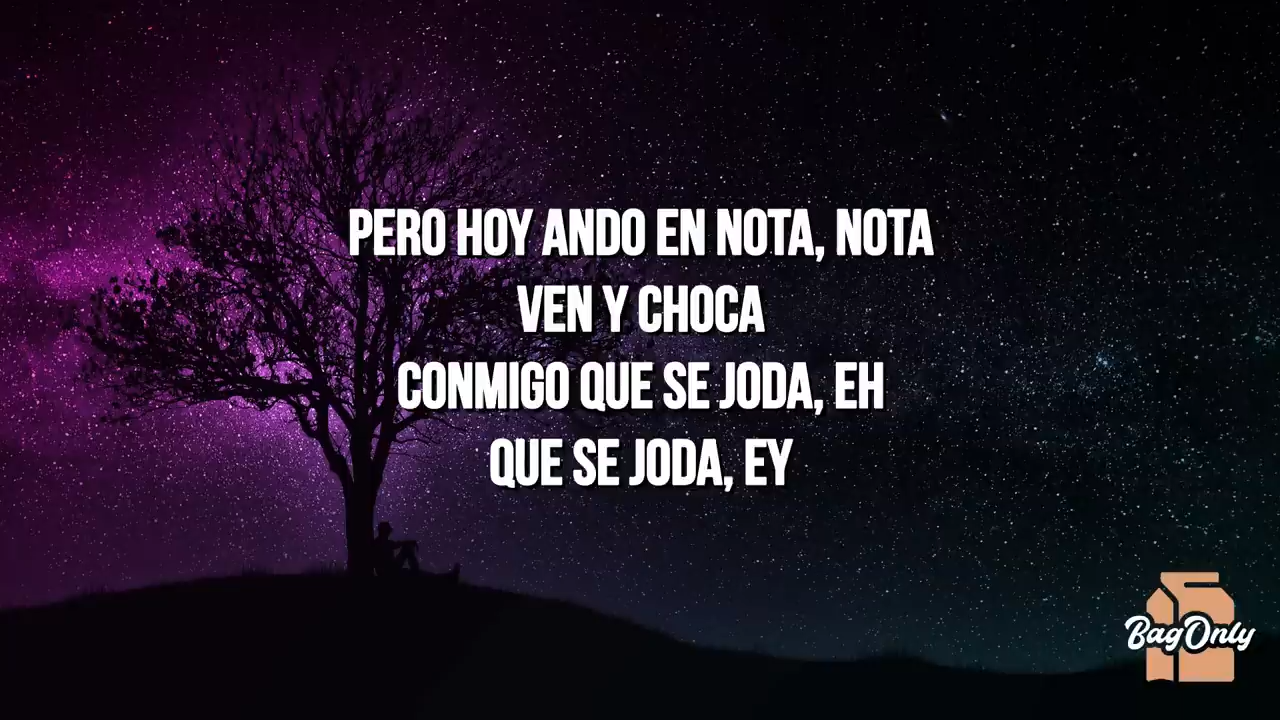 PERO HOY ANDO EN NOTA, NOTA
VEN Y CHOCA
CONMIGO QUE SE JODA, EH
QUE SE JODA, EY
BagOnly